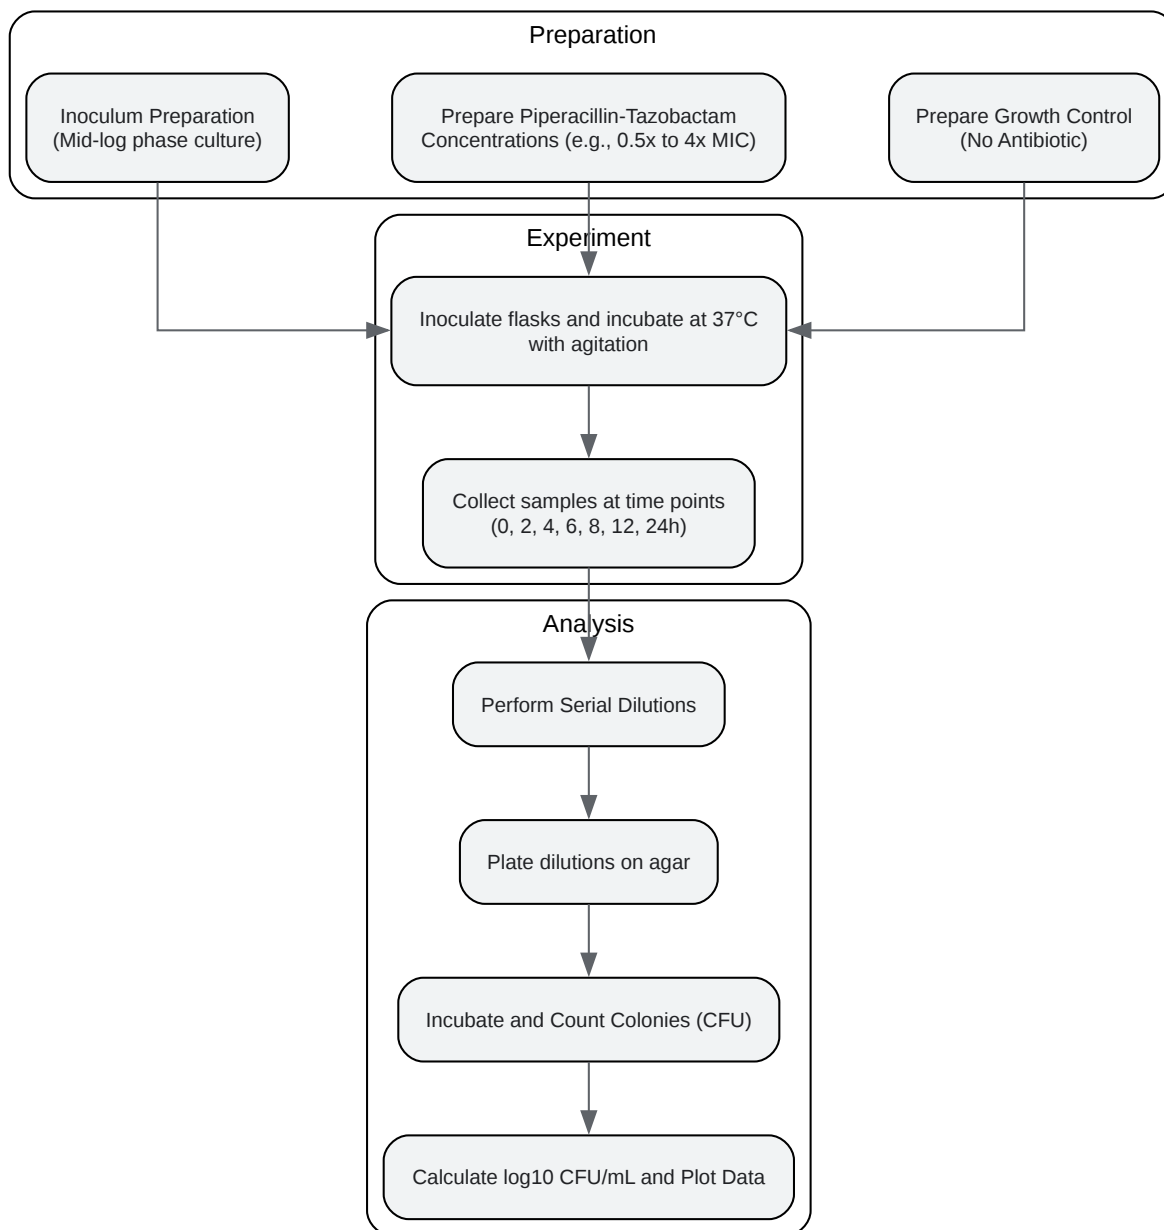 Preparation
Inoculum Preparation
(Mid-log phase culture)
Prepare Piperacillin-Tazobactam
Concentrations (e.g., 0.5x to 4x MIC)
Prepare Growth Control
(No Antibiotic)
Experiment
Inoculate flasks and incubate at 37°C
with agitation
Collect samples at time points
(0, 2, 4, 6, 8, 12, 24h)
Analysis
Perform Serial Dilutions
Plate dilutions on agar
Incubate and Count Colonies (CFU)
Calculate log10 CFU/mL and Plot Data